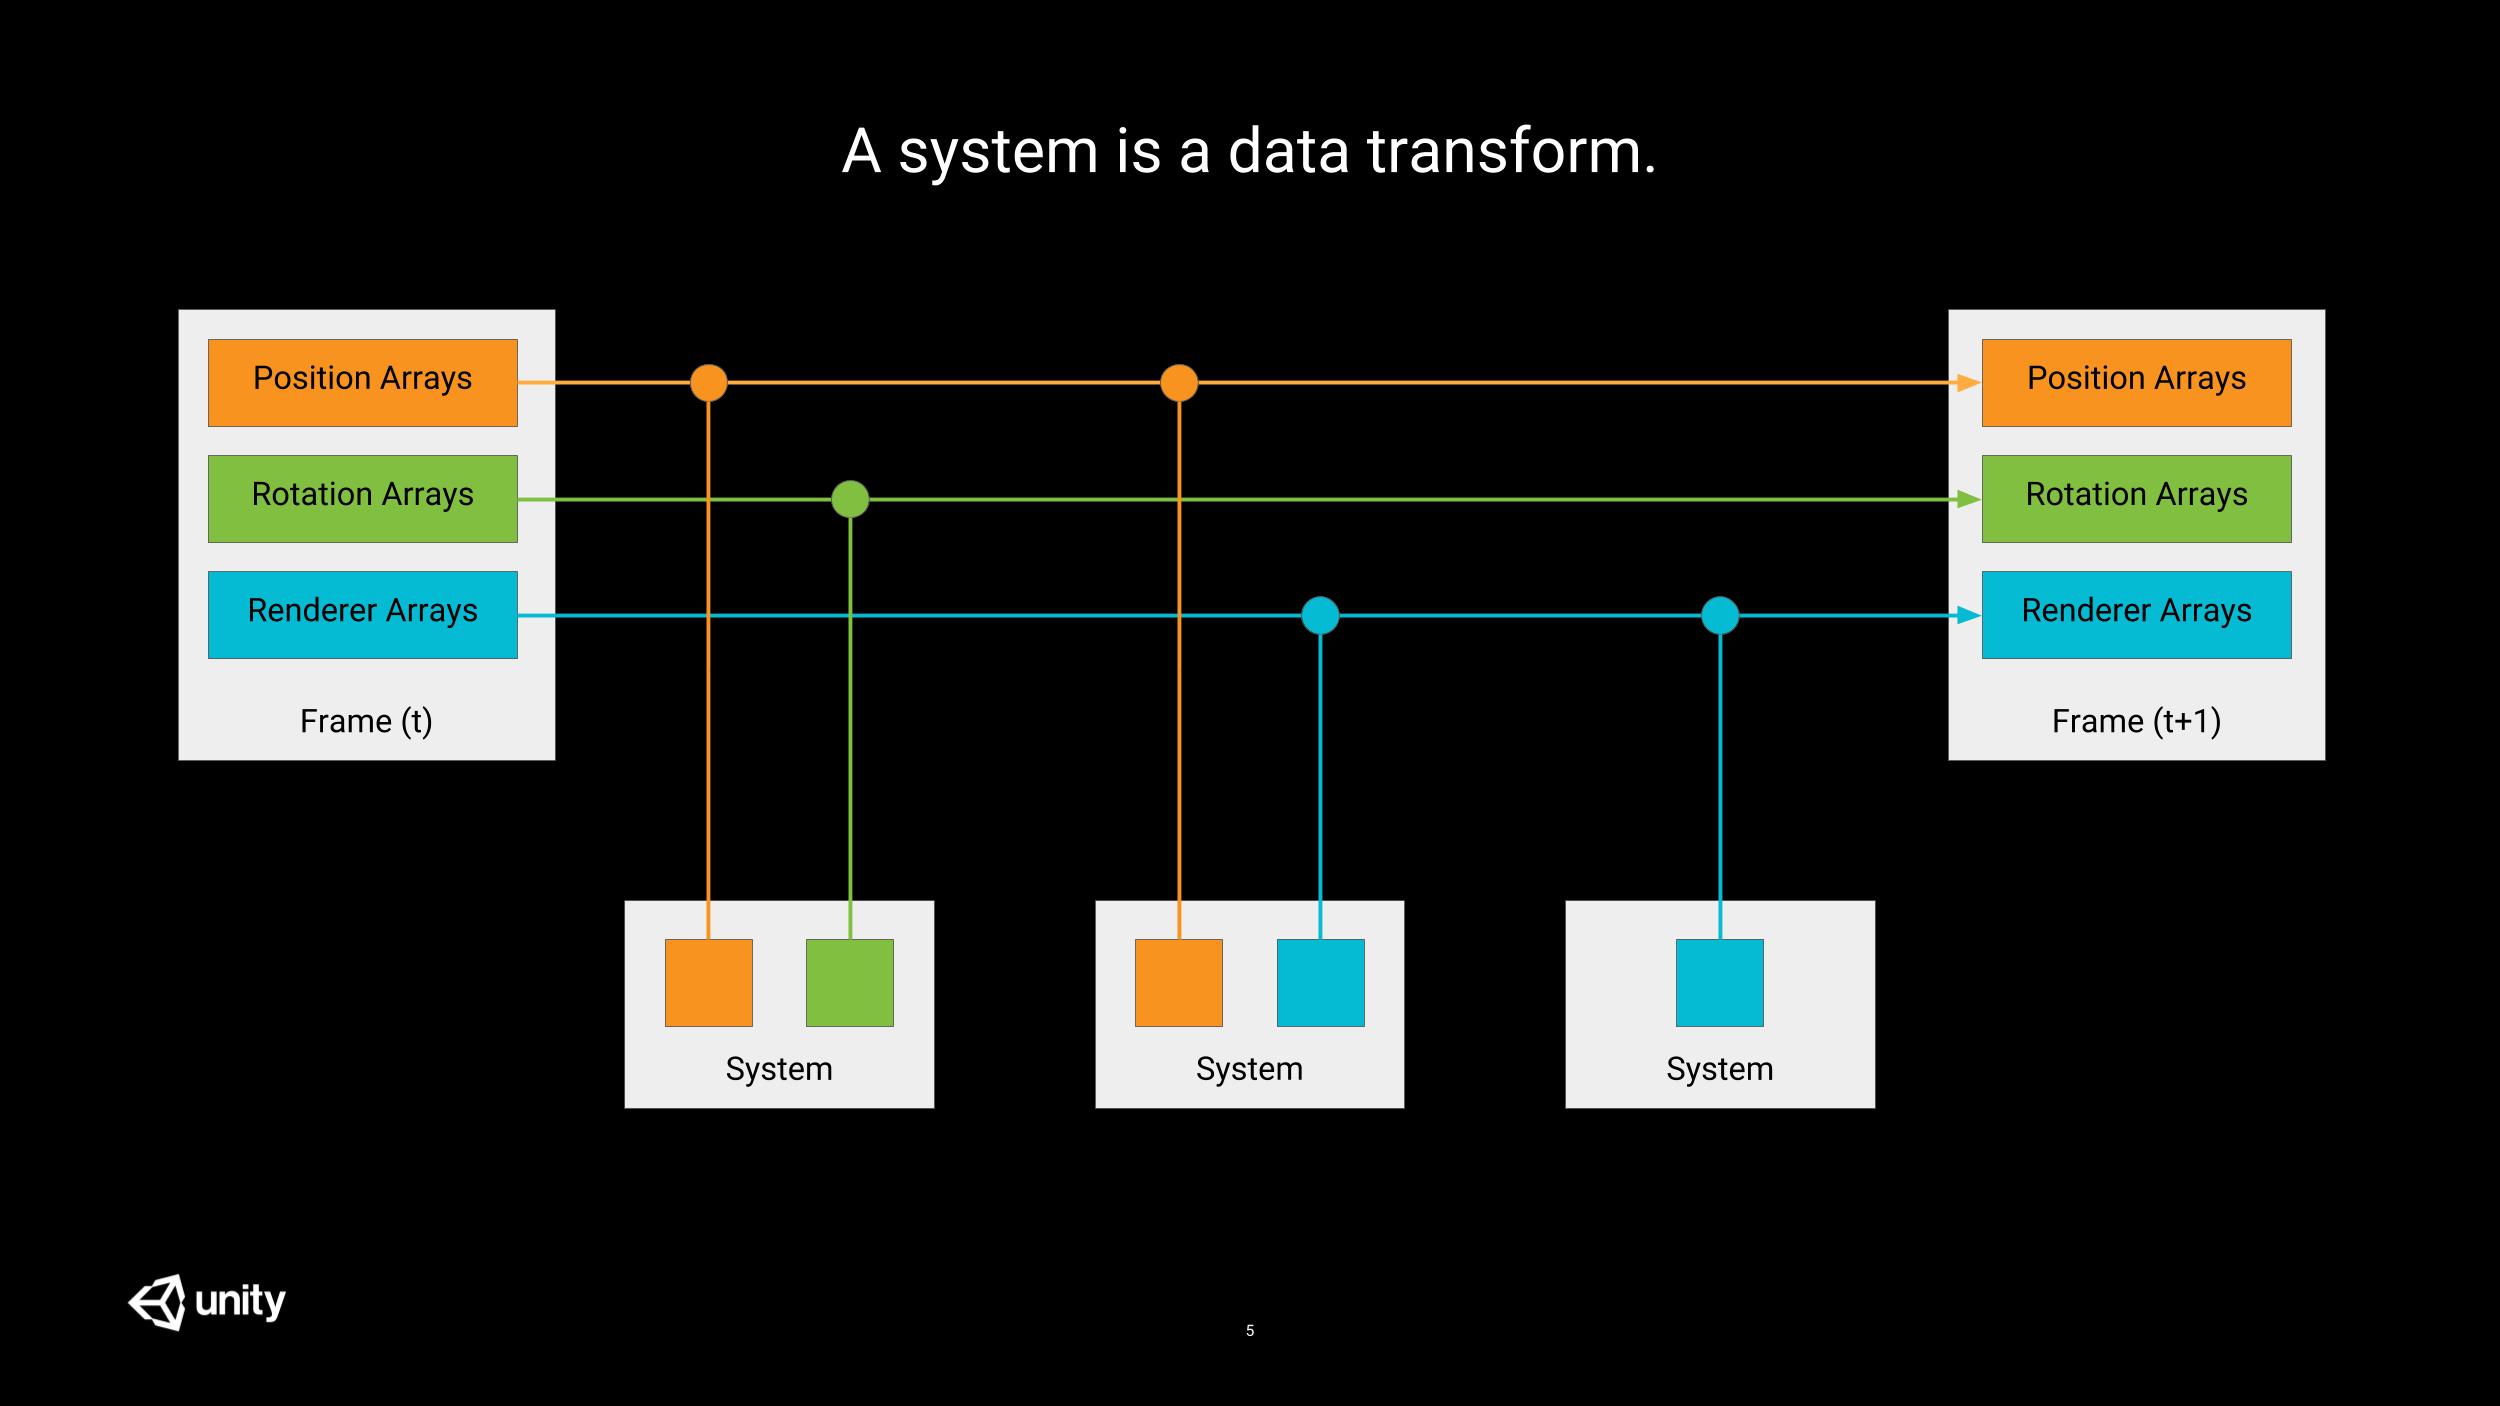 A system is a data transform.
Position Arrays
Rotation Arrays
Renderer Arrays
Frame (t)
Position Arrays
Rotation Arrays
Renderer Arrays
Frame (t+1)
System
System
System
unity
5